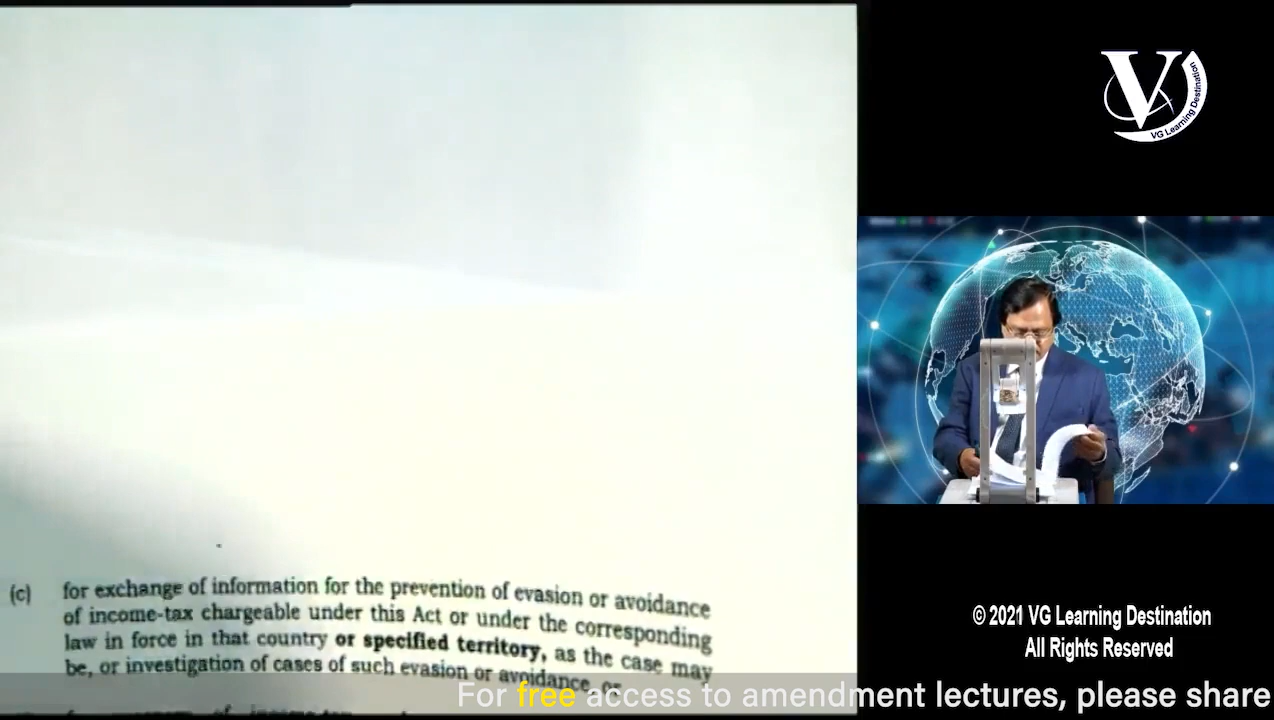 V
VG Learning Destination
(c) for exchange of information for the prevention of evasion or avoidance
of income-tax chargeable under this Act or under the corresponding
law in force in that country or specified territory, as the case may
be, or investigation of cases of such evasion or avoidance, or
© 2021 VG Learning Destination
All Rights Reserved
For free access to amendment lectures, please share